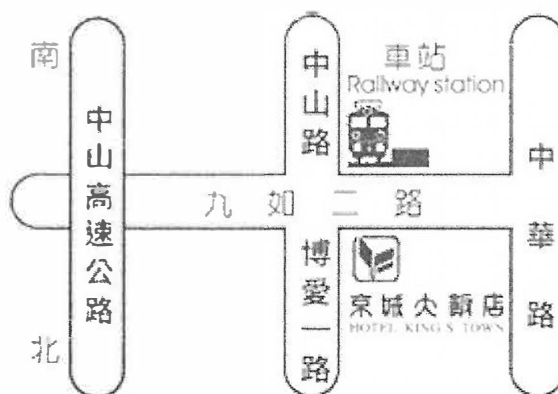 南
北
中山高速公路
九如二路
中山路
博愛一路
車站
Railway station
京城大飯店
HOTEL KING'S TOWN
中華路